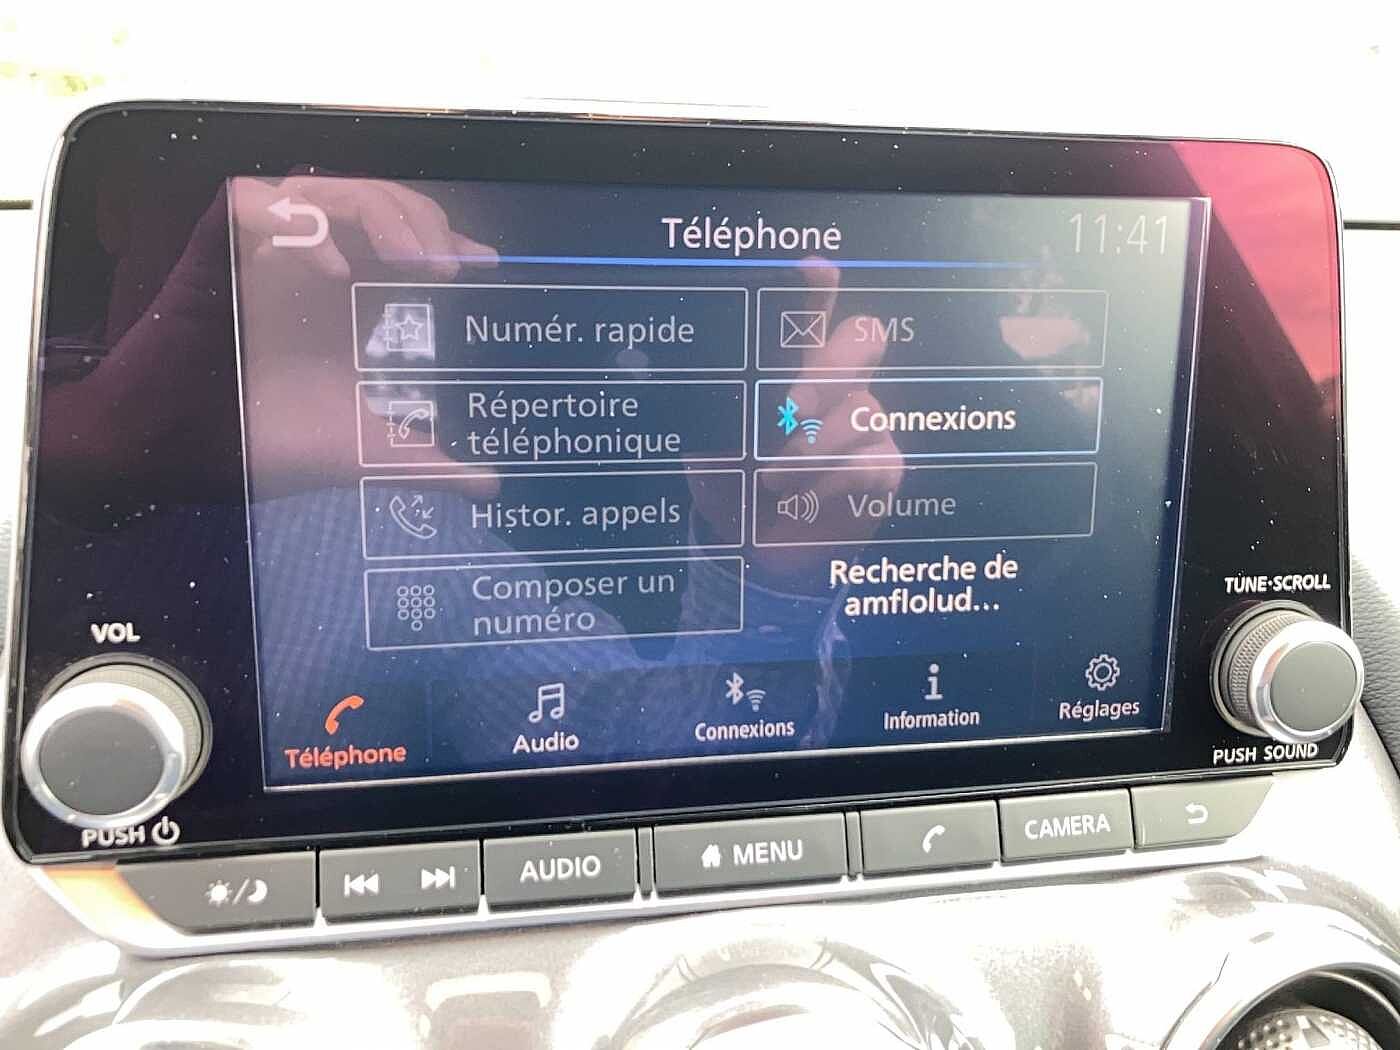 Téléphone
11:41
Numér. rapide
SMS
Répertoire
téléphonique
Connexions
Histor. appels
Volume
Composer un
numéro
Recherche de
amflolud...
Téléphone
Audio
Connexions
Information
Réglages
VOL
PUSH
TUNE·SCROLL
PUSH SOUND
AUDIO
MENU
CAMERA